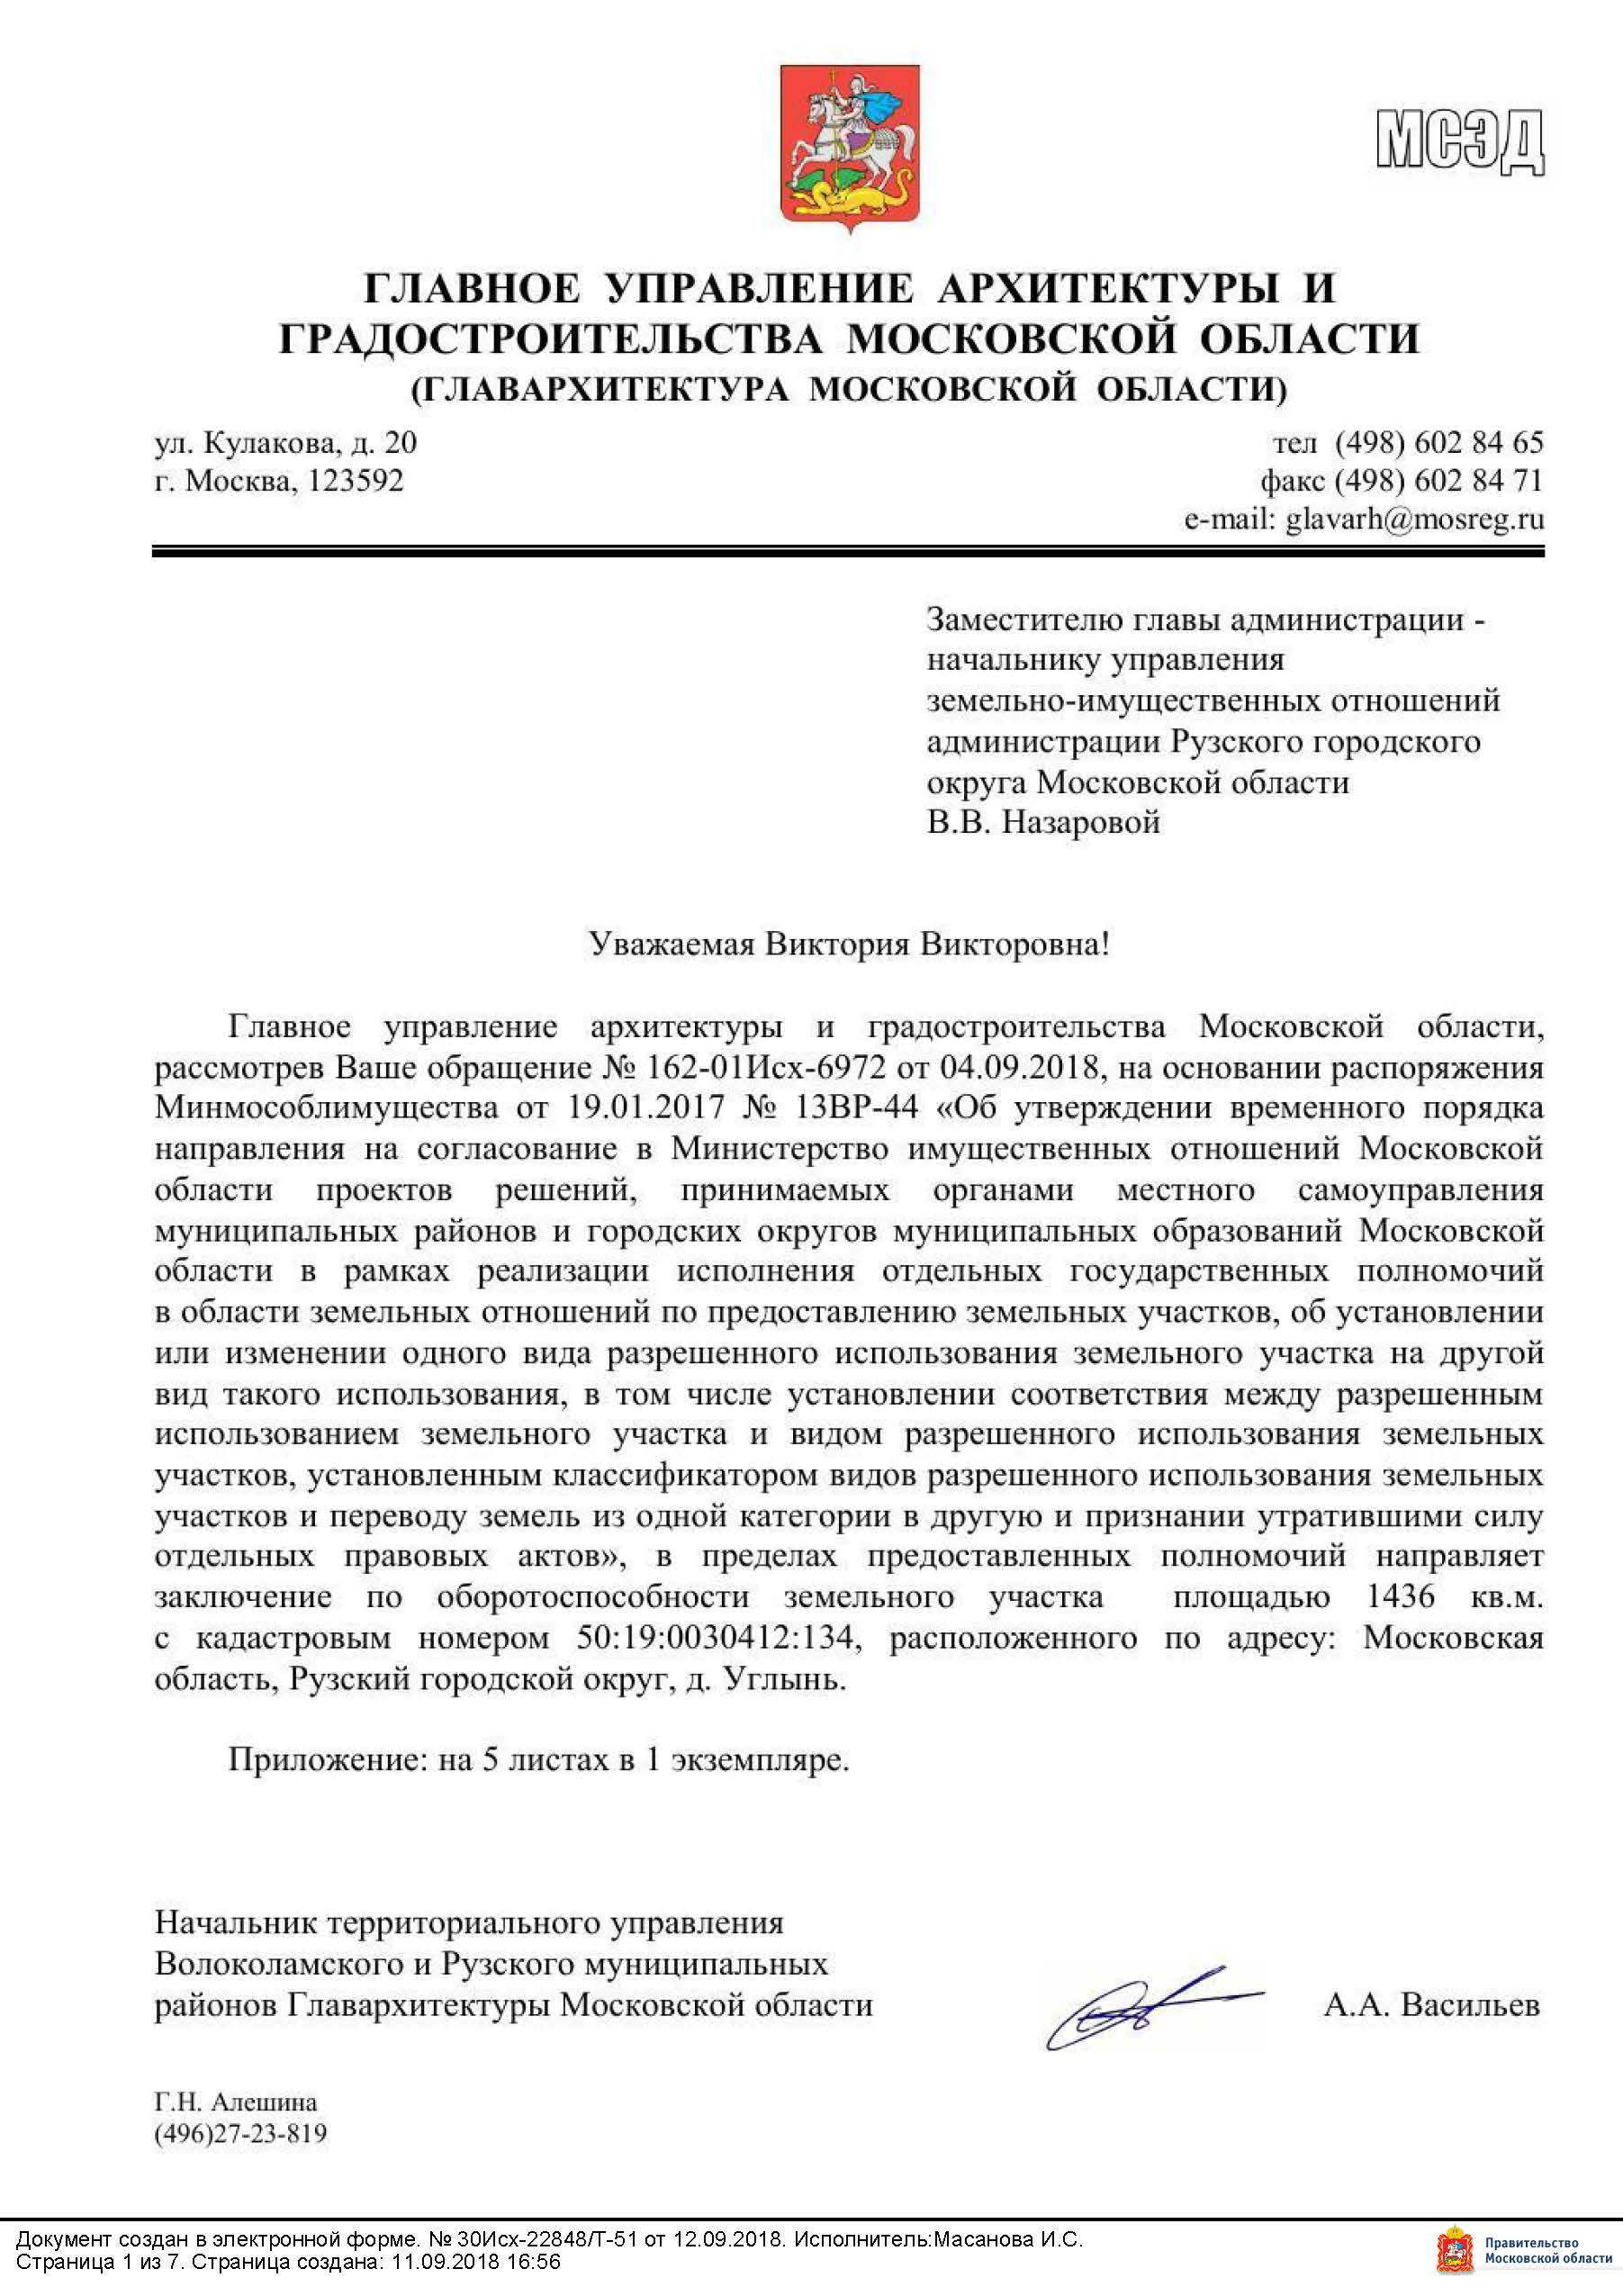 МСЭД
ГЛАВНОЕ УПРАВЛЕНИЕ АРХИТЕКТУРЫ И
ГРАДОСТРОИТЕЛЬСТВА МОСКОВСКОЙ ОБЛАСТИ
(ГЛАВАРХИТЕКТУРА МОСКОВСКОЙ ОБЛАСТИ)
ул. Кулакова, д. 20
г. Москва, 123592
тел (498) 602 84 65
факс (498) 602 84 71
e-mail: glavarh@mosreg.ru
Заместителю главы администрации -
начальнику управления
земельно-имущественных отношений
администрации Рузского городского
округа Московской области
В.В. Назаровой
Уважаемая Виктория Викторовна!
Главное управление архитектуры и градостроительства Московской области,
рассмотрев Ваше обращение № 162-01Исх-6972 от 04.09.2018, на основании распоряжения
Минмособлимущества от 19.01.2017 № 13ВР-44 «Об утверждении временного порядка
направления на согласование в Министерство имущественных отношений Московской
области проектов решений, принимаемых органами местного самоуправления
муниципальных районов и городских округов муниципальных образований Московской
области в рамках реализации исполнения отдельных государственных полномочий
в области земельных отношений по предоставлению земельных участков, об установлении
или изменении одного вида разрешенного использования земельного участка на другой
вид такого использования, в том числе установлении соответствия между разрешенным
использованием земельного участка и видом разрешенного использования земельных
участков, установленным классификатором видов разрешенного использования земельных
участков и переводу земель из одной категории в другую и признании утратившими силу
отдельных правовых актов», в пределах предоставленных полномочий направляет
заключение по оборотоспособности земельного участка площадью 1436 кв.м.
с кадастровым номером 50:19:0030412:134, расположенного по адресу: Московская
область, Рузский городской округ, д. Углынь.
Приложение: на 5 листах в 1 экземпляре.
Начальник территориального управления
Волоколамского и Рузского муниципальных
районов Главархитектуры Московской области
А.А. Васильев
Г.Н. Алешина
(496)27-23-819
Документ создан в электронной форме. № 30Исх-22848/Т-51 от 12.09.2018. Исполнитель:Масанова И.С.
Страница 1 из 7. Страница создана: 11.09.2018 16:56
Правительство
Московской области